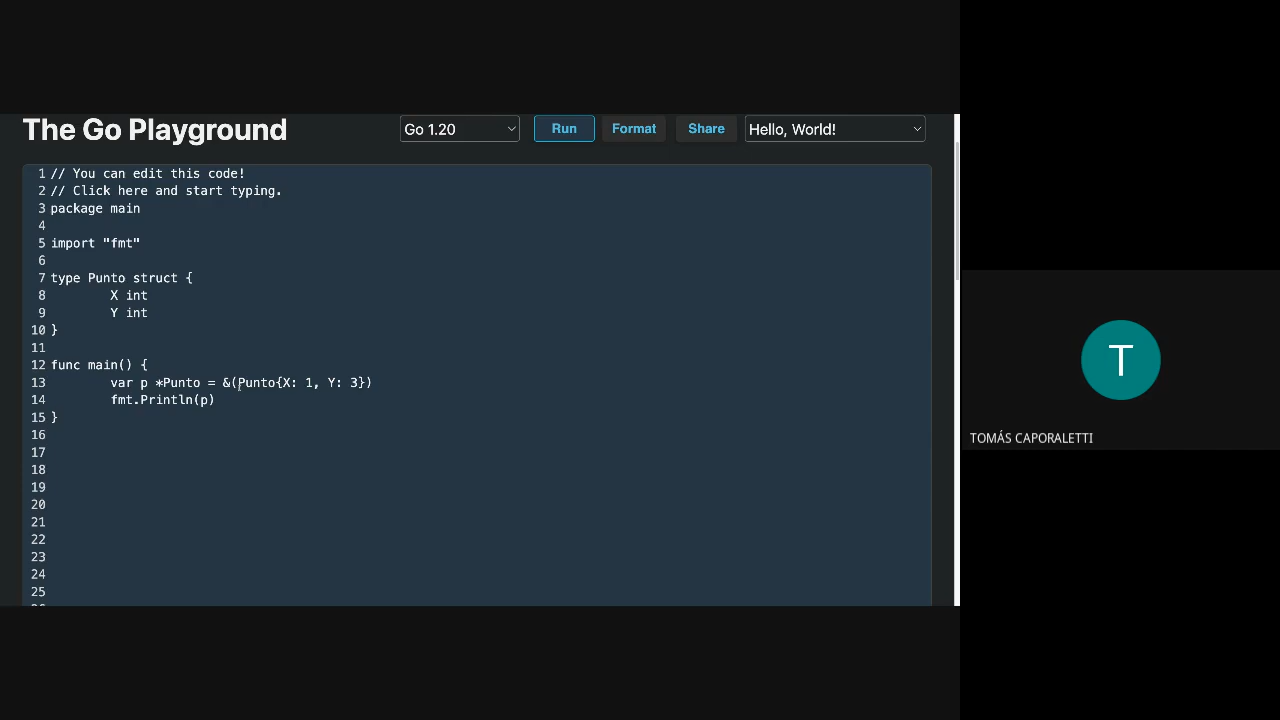 The Go Playground
Go 1.20
Run
Format
Share
Hello, World!
1 // You can edit this code!
2 // Click here and start typing.
3 package main
4
5 import "fmt"
6
7 type Punto struct {
8 X int
9 Y int
10 }
11
12 func main() {
13 var p *Punto = &(Punto{X: 1, Y: 3})
14 fmt.Println(p)
15 }
16
17
18
19
20
21
22
23
24
25
T
TOMÁS CAPORALETTI